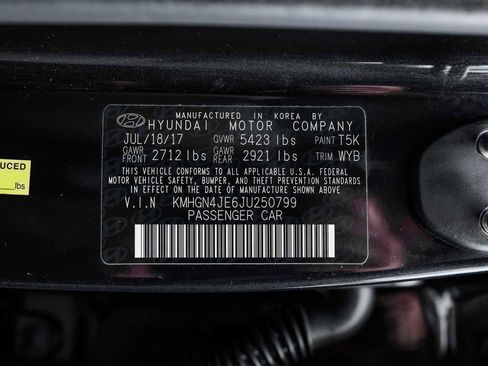 MANUFACTURED IN KOREA BY
HYUNDAI MOTOR COMPANY
JUL/18/17 GVWR 5423 lbs PAINT T5K
GAWR FRONT 2712 lbs GAWR REAR 2921 lbs TRIM WYB
THIS VEHICLE CONFORMS TO ALL APPLICABLE U.S.A. FEDERAL
MOTOR VEHICLE SAFETY, BUMPER, AND THEFT PREVENTION STANDARDS
IN EFFECT ON THE DATE OF MANUFACTURE SHOWN ABOVE.
V.I.N KMHGN4JE6JU250799
PASSENGER CAR
UCED
lbs